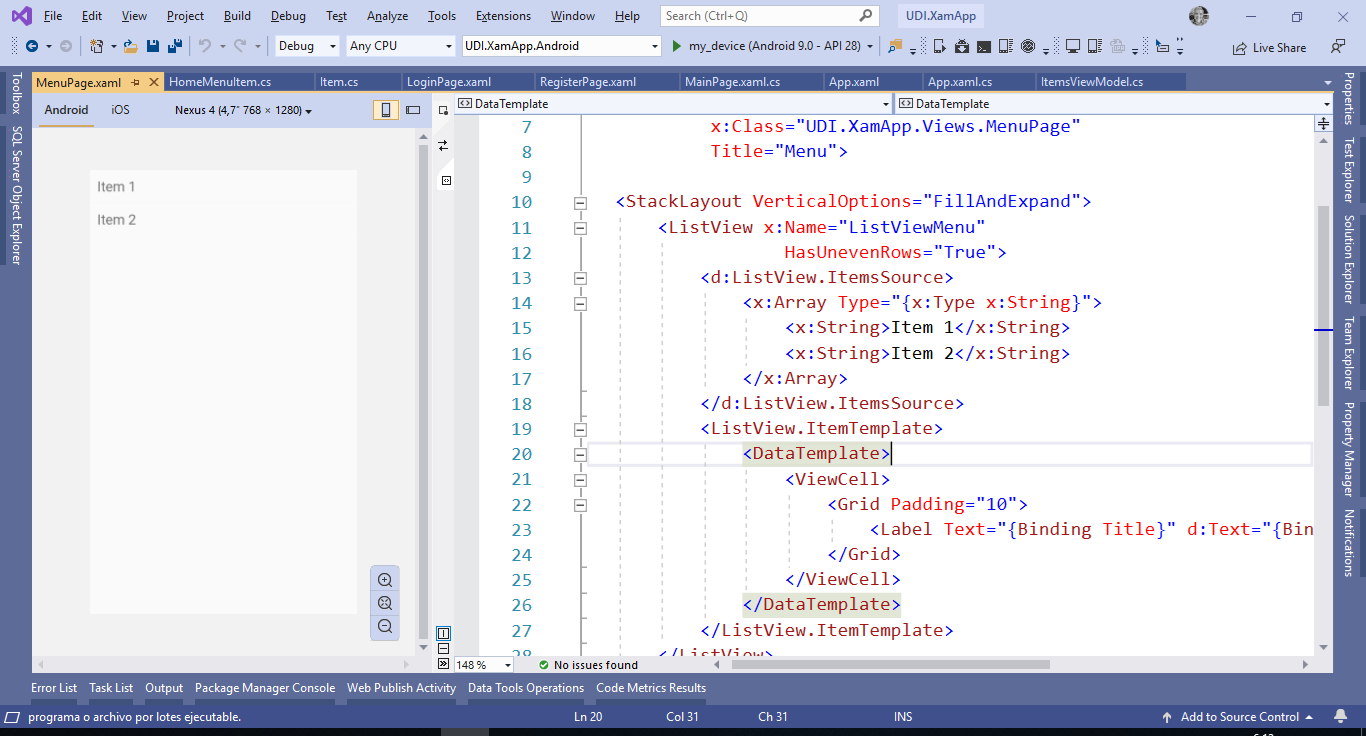 File Edit View Project Build Debug Test Analyze Tools Extensions Window Help Search (Ctrl+Q) UDI.XamApp
Debug Any CPU UDI.XamApp.Android my_device (Android 9.0 - API 28) Live Share
MenuPage.xaml HomeMenuItem.cs Item.cs LoginPage.xaml RegisterPage.xaml MainPage.xaml.cs App.xaml App.xaml.cs ItemsViewModel.cs
Toolbox
SQL Server Object Explorer
Android iOS Nexus 4 (4,7" 768 × 1280)
Item 1
Item 2
DataTemplate DataTemplate
7 x:Class="UDI.XamApp.Views.MenuPage"
8 Title="Menu">
9
10 <StackLayout VerticalOptions="FillAndExpand">
11 <ListView x:Name="ListViewMenu"
12 HasUnevenRows="True">
13 <d:ListView.ItemsSource>
14 <x:Array Type="{x:Type x:String}">
15 <x:String>Item 1</x:String>
16 <x:String>Item 2</x:String>
17 </x:Array>
18 </d:ListView.ItemsSource>
19 <ListView.ItemTemplate>
20 <DataTemplate>
21 <ViewCell>
22 <Grid Padding="10">
23 <Label Text="{Binding Title}" d:Text="{Bin
24 </Grid>
25 </ViewCell>
26 </DataTemplate>
27 </ListView.ItemTemplate>
28 </ListView>
148 % No issues found
Properties
Test Explorer
Solution Explorer
Team Explorer
Property Manager
Notifications
Error List Task List Output Package Manager Console Web Publish Activity Data Tools Operations Code Metrics Results
programa o archivo por lotes ejecutable. Ln 20 Col 31 Ch 31 INS Add to Source Control